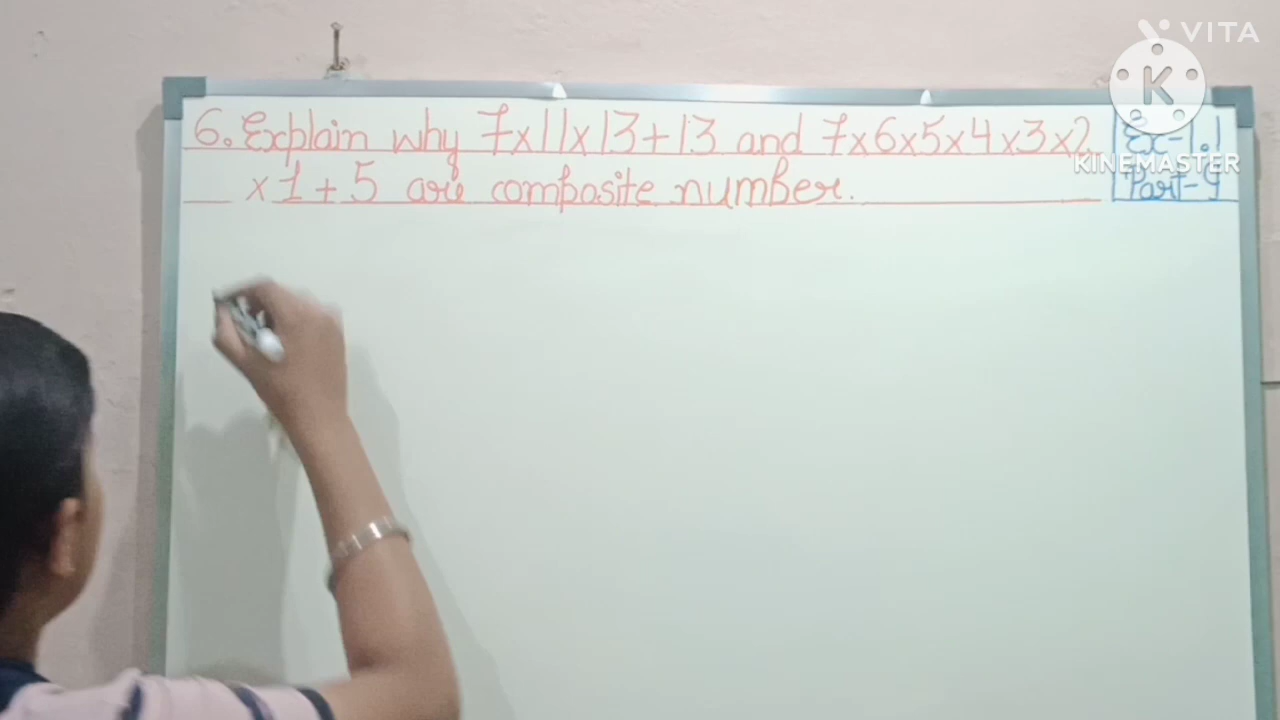 VITA
K
KINEMASTER
6. Explain why 7x11x13+13 and 7x6x5x4x3x2
x1+5 are composite number.
Ex-1.1
Part-9